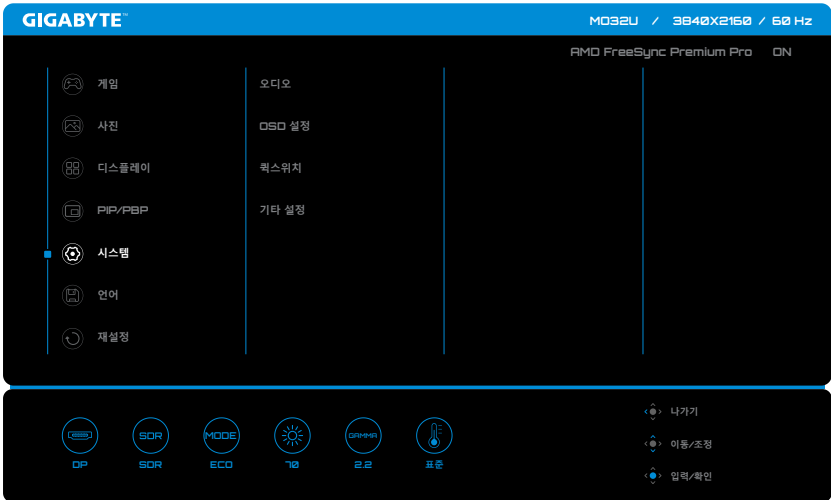 GIGABYTE™ MO32U / 3840X2160 / 60 Hz
AMD FreeSync Premium Pro ON
게임 오디오
사진 OSD 설정
디스플레이 퀵스위치
PIP/PBP 기타 설정
시스템
언어
재설정
나가기
SDR MODE GAMMA 이동/조정
DP SDR ECO 70 2.2 표준
입력/확인